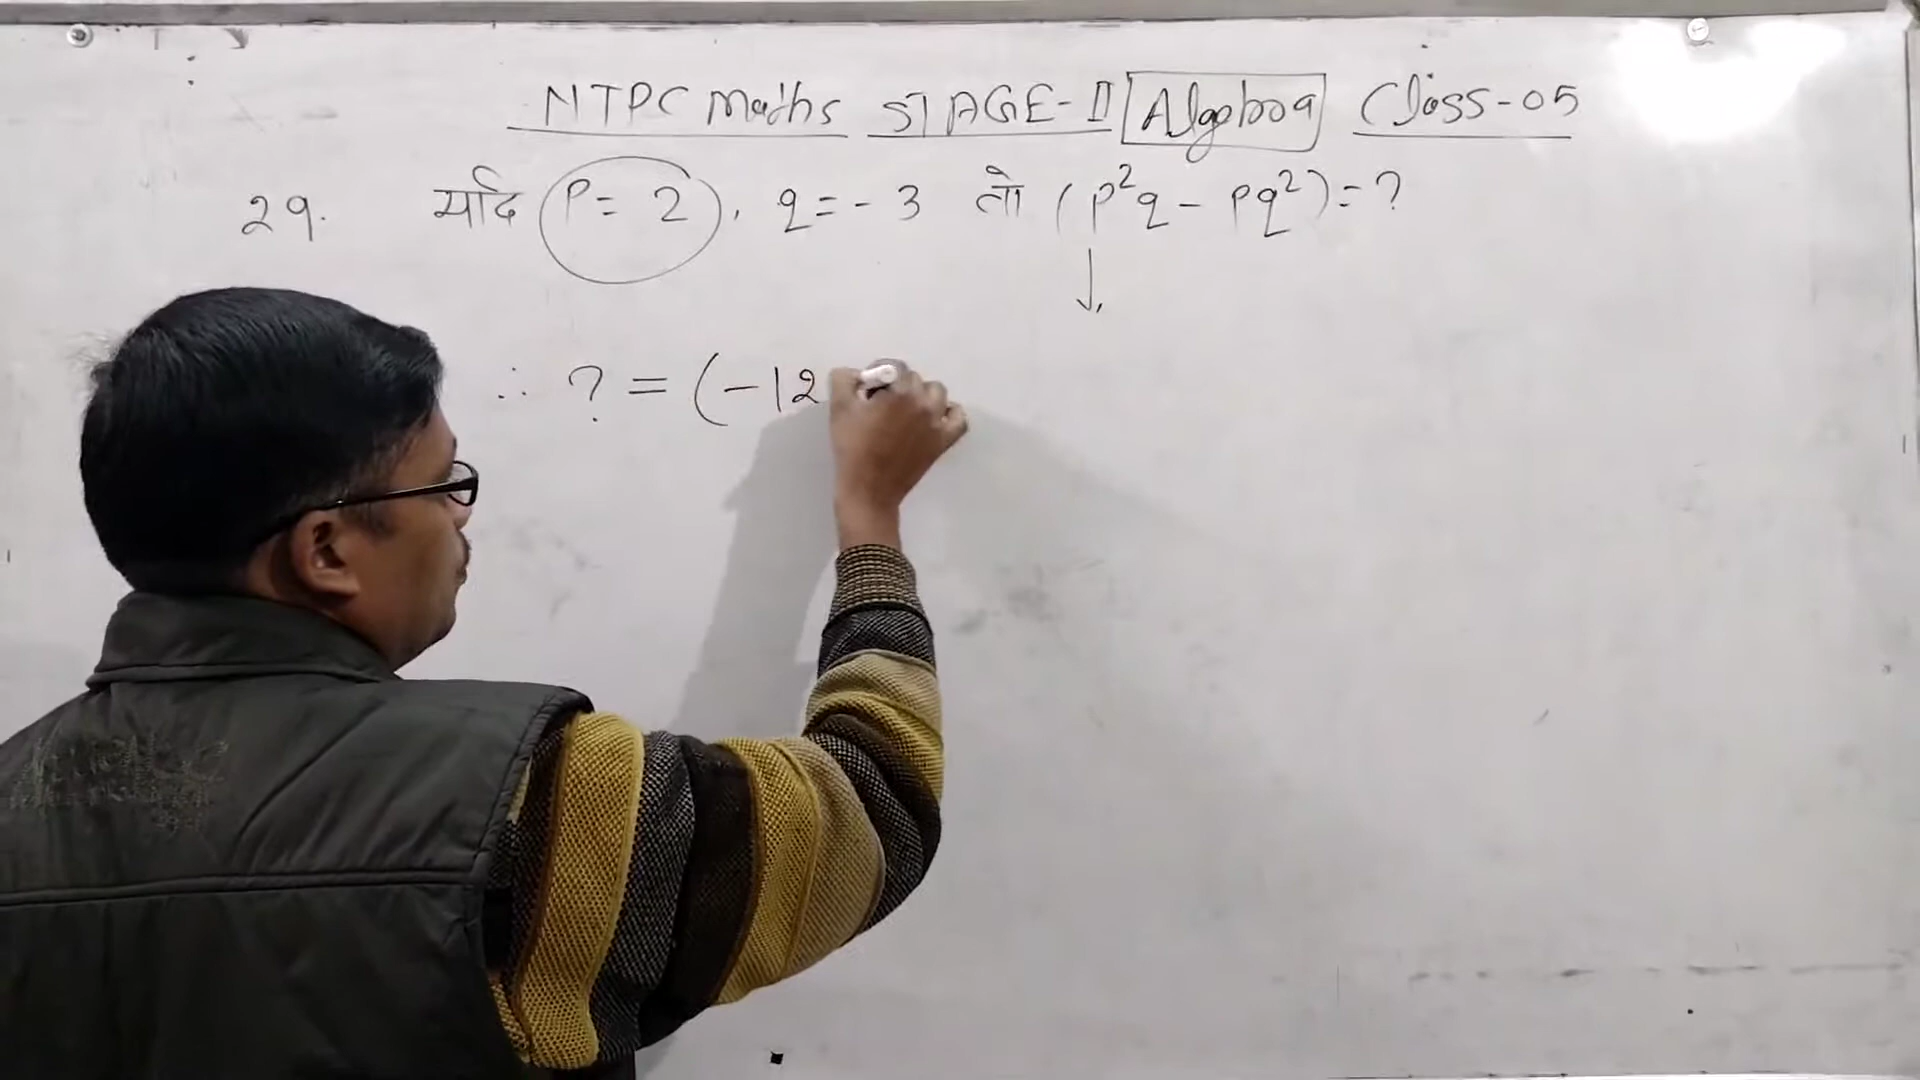 NTPC Maths STAGE-II Algebra Class-05
29. यदि P = 2, q = - 3 तो (p²q - pq²) = ?
∴ ? = (-12